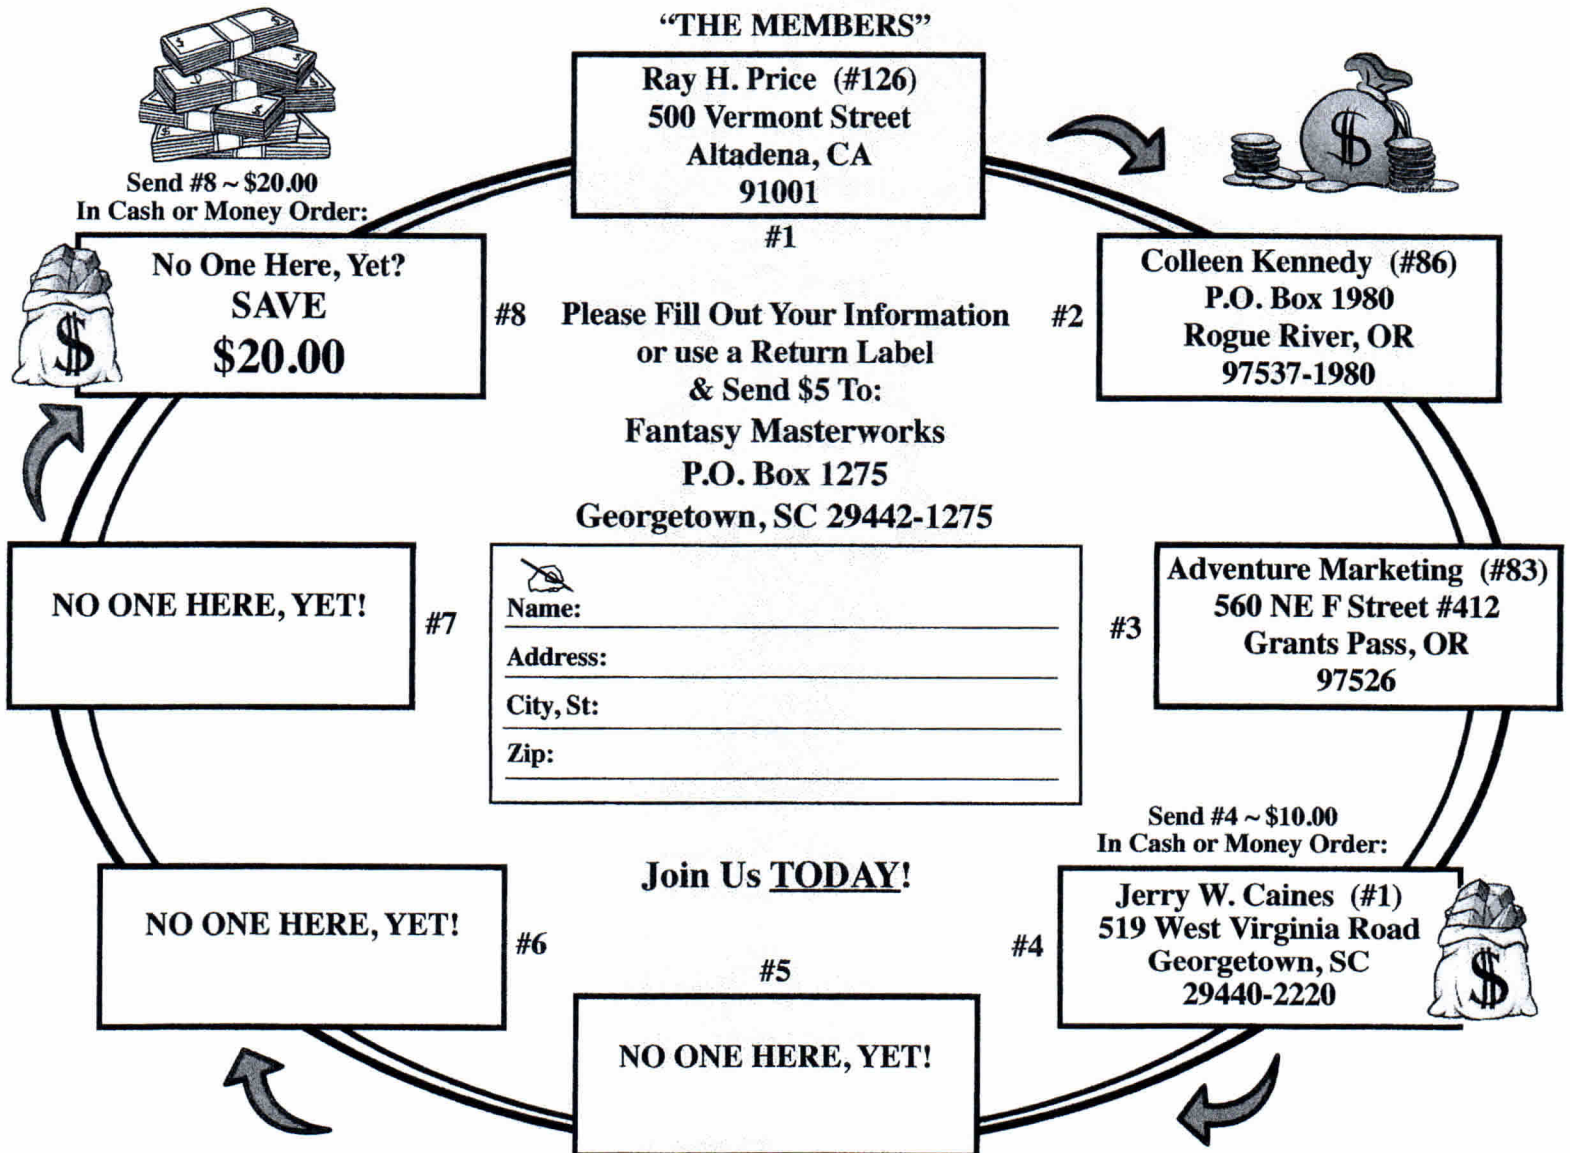 “THE MEMBERS”
Ray H. Price (#126)
500 Vermont Street
Altadena, CA
91001
#1
Send #8 ~ $20.00
In Cash or Money Order:
No One Here, Yet?
SAVE
$20.00
#8
$
Please Fill Out Your Information
or use a Return Label
& Send $5 To:
Fantasy Masterworks
P.O. Box 1275
Georgetown, SC 29442-1275
$
#2
Colleen Kennedy (#86)
P.O. Box 1980
Rogue River, OR
97537-1980
NO ONE HERE, YET!
#7
Name:
Address:
City, St:
Zip:
#3
Adventure Marketing (#83)
560 NE F Street #412
Grants Pass, OR
97526
Join Us TODAY!
Send #4 ~ $10.00
In Cash or Money Order:
#4
Jerry W. Caines (#1)
519 West Virginia Road
Georgetown, SC
29440-2220
$
NO ONE HERE, YET!
#6
#5
NO ONE HERE, YET!